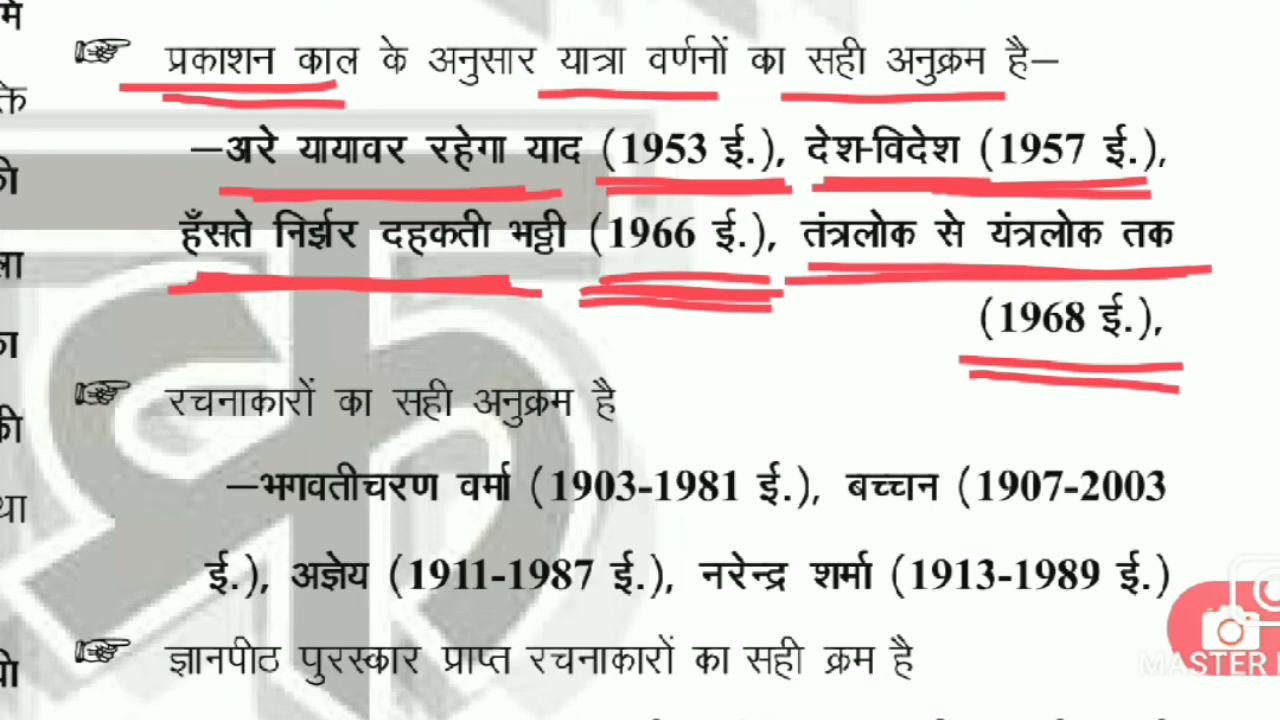 मे
☞ प्रकाशन काल के अनुसार यात्रा वर्णनों का सही अनुक्रम है–
–अरे यायावर रहेगा याद (1953 ई.), देश-विदेश (1957 ई.),
हँसते निर्झर दहकती भट्ठी (1966 ई.), तंत्रलोक से यंत्रलोक तक
(1968 ई.),
☞ रचनाकारों का सही अनुक्रम है
–भगवतीचरण वर्मा (1903-1981 ई.), बच्चन (1907-2003
ई.), अज्ञेय (1911-1987 ई.), नरेन्द्र शर्मा (1913-1989 ई.)
☞ ज्ञानपीठ पुरस्कार प्राप्त रचनाकारों का सही क्रम है
MASTER